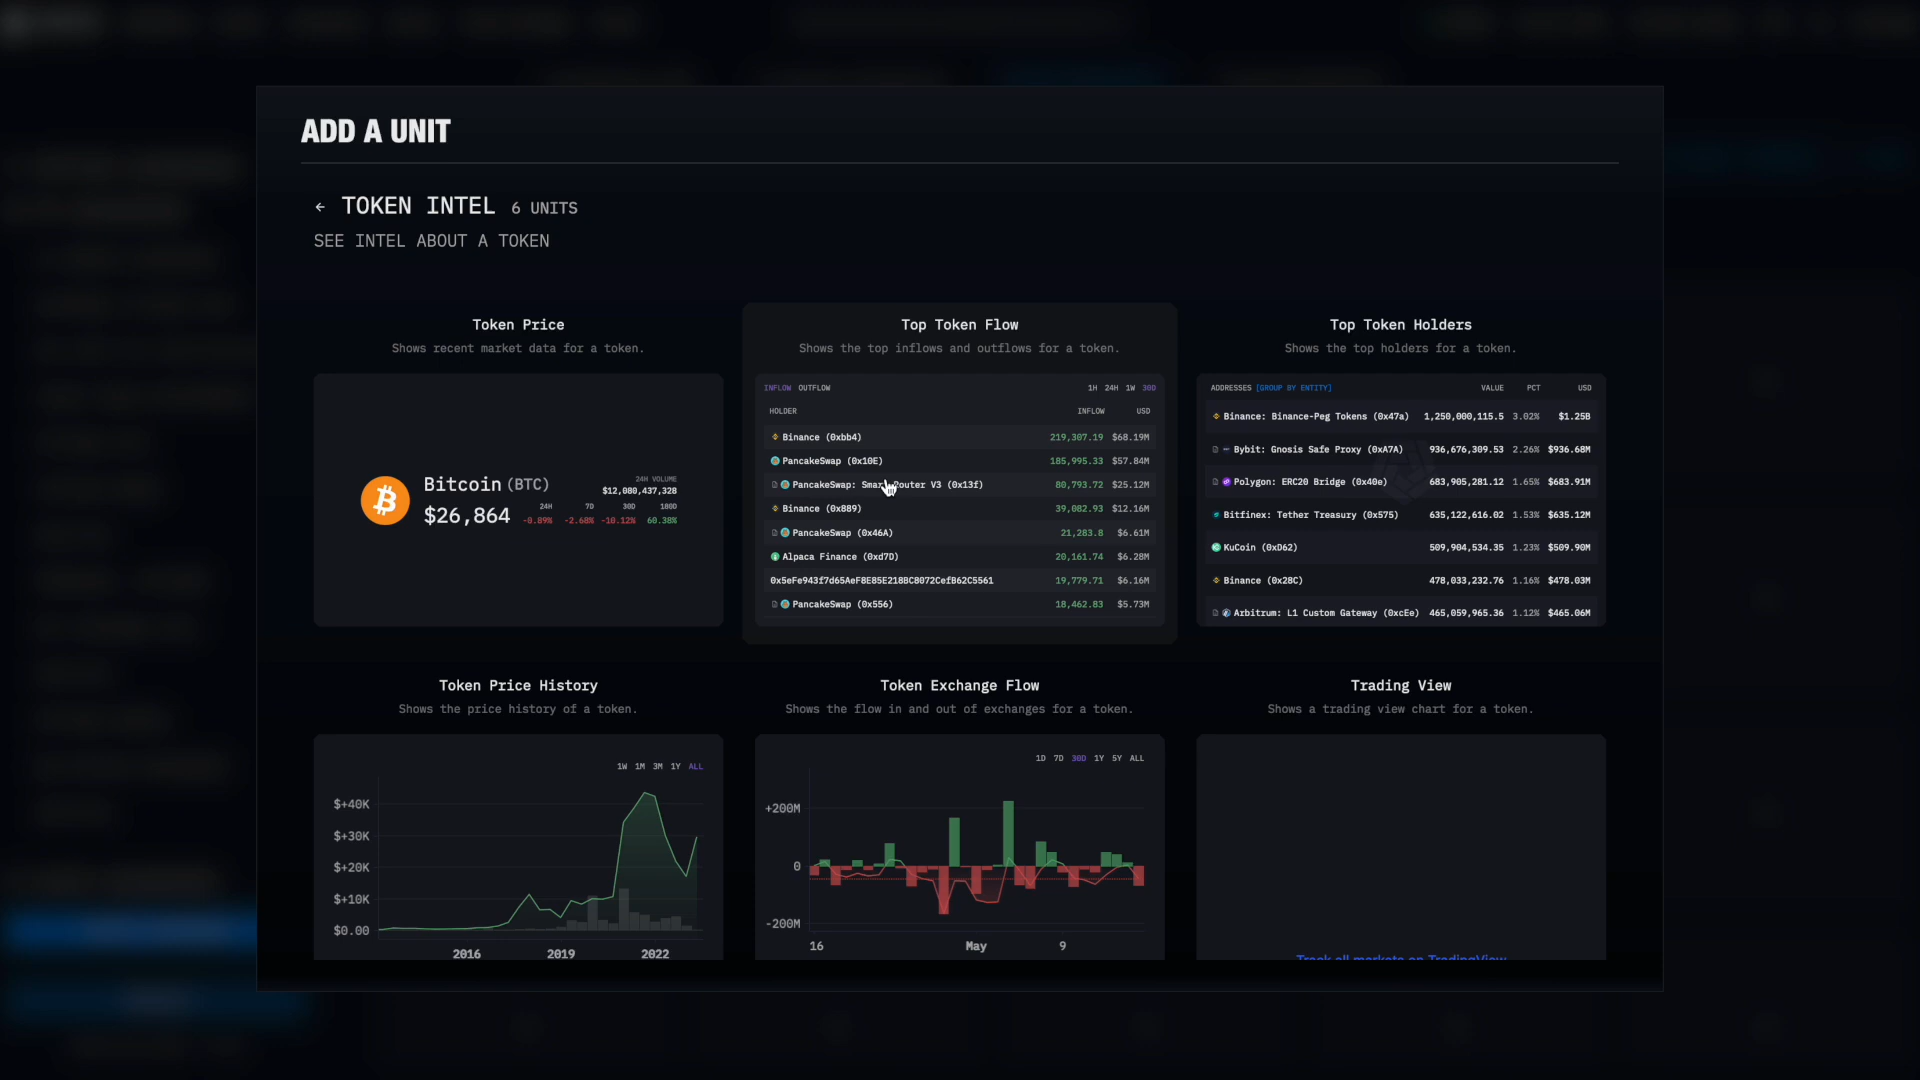 ADD A UNIT
← TOKEN INTEL 6 UNITS
SEE INTEL ABOUT A TOKEN
Token Price
Shows recent market data for a token.
Bitcoin (BTC)
$26,864
24H VOLUME
$12,080,437,328
24H 7D 30D 180D
-0.89% -2.68% -10.12% 60.38%
Top Token Flow
Shows the top inflows and outflows for a token.
INFLOW OUTFLOW 1H 24H 1W 30D
HOLDER INFLOW USD
Binance (0xbb4) 219,307.19 $68.19M
PancakeSwap (0x10E) 185,995.33 $57.84M
PancakeSwap: Smart Router V3 (0x13f) 80,793.72 $25.12M
Binance (0x889) 39,082.93 $12.16M
PancakeSwap (0x46A) 21,283.8 $6.61M
Alpaca Finance (0xd7D) 20,161.74 $6.28M
0x5eFe943f7d65AeF8E85E218BC8072CefB62C5561 19,779.71 $6.16M
PancakeSwap (0x556) 18,462.83 $5.73M
Top Token Holders
Shows the top holders for a token.
ADDRESSES [GROUP BY ENTITY] VALUE PCT USD
Binance: Binance-Peg Tokens (0x47a) 1,250,000,115.5 3.02% $1.25B
Bybit: Gnosis Safe Proxy (0xA7A) 936,676,309.53 2.26% $936.68M
Polygon: ERC20 Bridge (0x40e) 683,905,281.12 1.65% $683.91M
Bitfinex: Tether Treasury (0x575) 635,122,616.02 1.53% $635.12M
KuCoin (0xD62) 509,904,534.35 1.23% $509.90M
Binance (0x28C) 478,033,232.76 1.16% $478.03M
Arbitrum: L1 Custom Gateway (0xcEe) 465,059,965.36 1.12% $465.06M
Token Price History
Shows the price history of a token.
1W 1M 3M 1Y ALL
$+40K
$+30K
$+20K
$+10K
$0.00
2016 2019 2022
Token Exchange Flow
Shows the flow in and out of exchanges for a token.
1D 7D 30D 1Y 5Y ALL
+200M
0
-200M
16 May 9
Trading View
Shows a trading view chart for a token.
Track all markets on TradingView